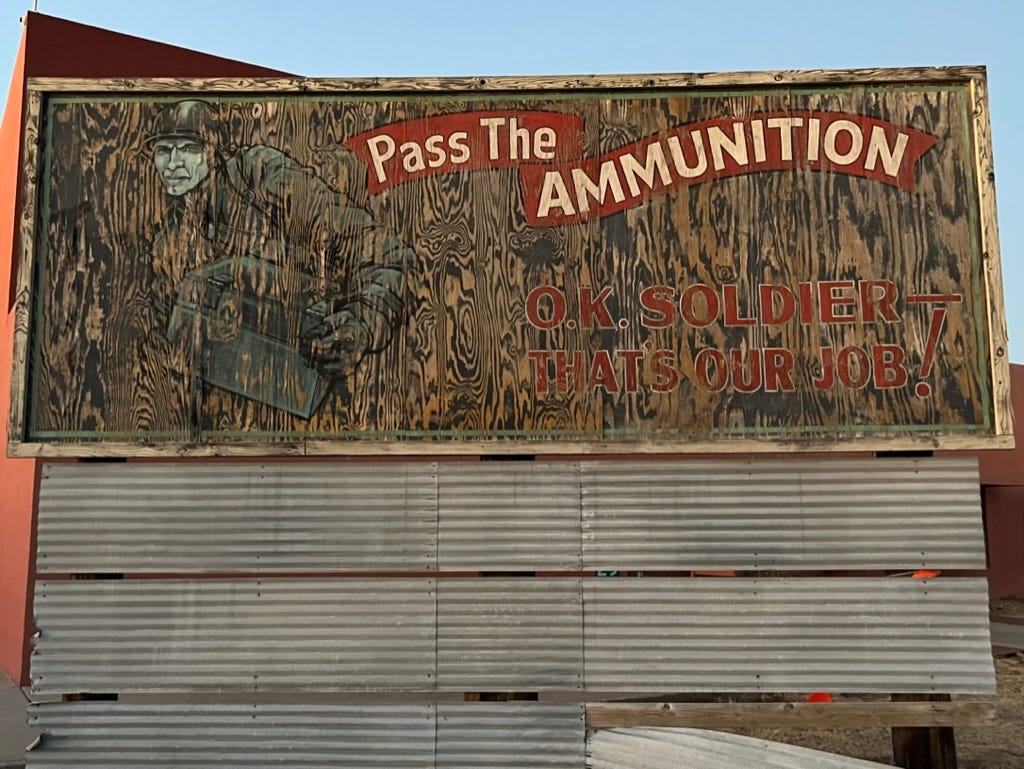 Pass The
AMMUNITION
O.K. SOLDIER—
THAT'S OUR JOB!